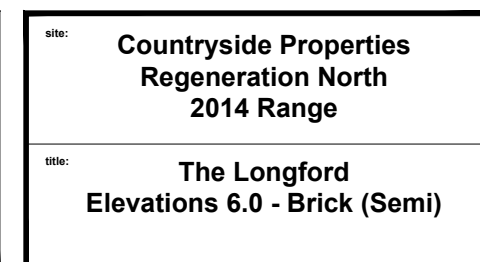 site:
Countryside Properties
Regeneration North
2014 Range
title:
The Longford
Elevations 6.0 - Brick (Semi)